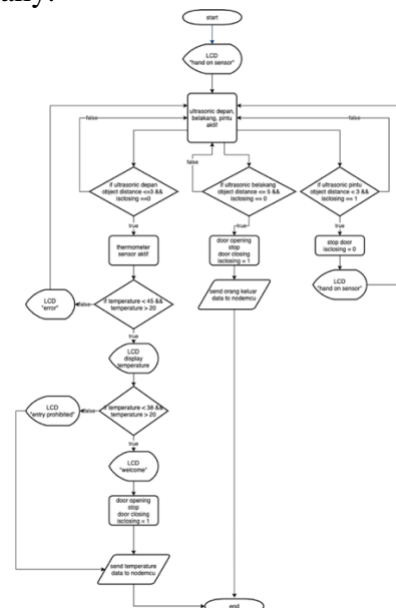 start
LCD
"hand on sensor"
ultrasonic depan,
belakang, pintu
aktif
false
false
false
if ultrasonic depan
object distance <=3 &&
isclosing ==0
if ultrasonic belakang
object distance <= 5 &&
isclosing == 0
if ultrasonic pintu
object distance < 3 &&
isclosing == 1
true
true
true
thermometer
sensor aktif
door opening
stop
door closing
isclosing = 1
stop door
isclosing = 0
send orang keluar
data to nodemcu
LCD
"hand on sensor"
LCD
"error"
false
if temperature < 45 &&
temperature > 20
true
LCD
display
temperature
LCD
"entry prohibited"
false
if temperature < 38 &&
temperature > 20
true
LCD
"welcome"
door opening
stop
door closing
isclosing = 1
send temperature
data to nodemcu
end